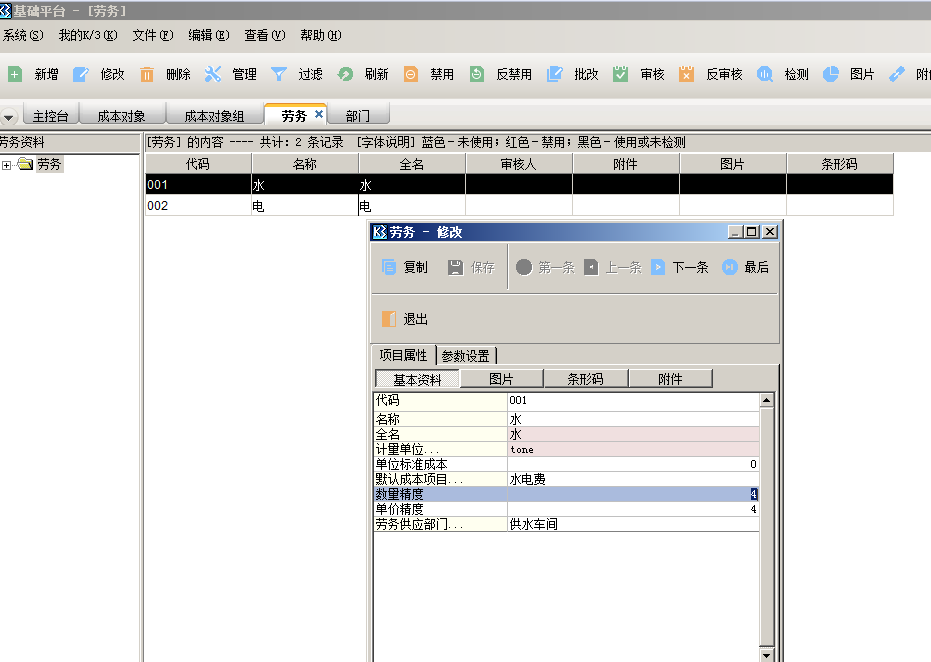 基础平台 - [劳务]
系统(S) 我的K/3(K) 文件(F) 编辑(E) 查看(V) 帮助(H)
新增 修改 删除 管理 过滤 刷新 禁用 反禁用 批改 审核 反审核 检测 图片 附
主控台 成本对象 成本对象组 劳务 部门
劳务资料
[劳务] 的内容 ---- 共计: 2 条记录 [字体说明] 蓝色-未使用; 红色-禁用; 黑色-使用或未检测
劳务
代码 名称 全名 审核人 附件 图片 条形码
001 水 水
002 电 电
劳务 - 修改
复制 保存 第一条 上一条 下一条 最后
退出
项目属性 参数设置
基本资料 图片 条形码 附件
代码 001
名称 水
全名 水
计量单位... tone
单位标准成本 0
默认成本项目... 水电费
数量精度 4
单价精度 4
劳务供应部门... 供水车间